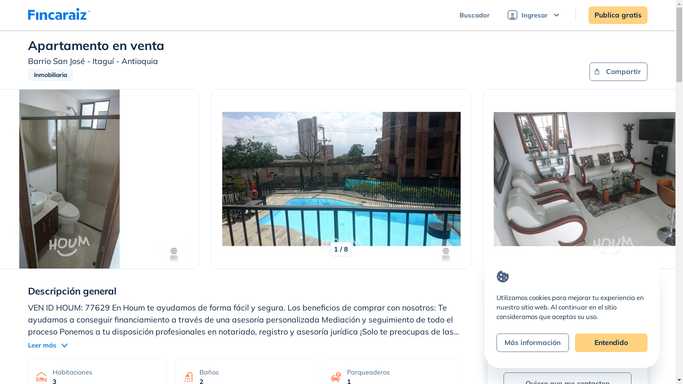 Fincaraiz
Buscador
Ingresar
Publica gratis
Apartamento en venta
Barrio San José - Itaguí - Antioquia
Inmobiliaria
Compartir
HOUM
1 / 8
HOUM
Descripción general
VEN ID HOUM: 77629 En Houm te ayudamos de forma fácil y segura. Los beneficios de comprar con nosotros: Te
ayudamos a conseguir financiamiento a través de una asesoría personalizada Mediación y seguimiento de todo el
proceso Ponemos a tu disposición profesionales en notariado, registro y asesoría jurídica ¡Solo te preocupas de las...
Leer más
Habitaciones
3
Baños
2
Parqueaderos
1
Utilizamos cookies para mejorar tu experiencia en
nuestro sitio web. Al continuar en el sitio
consideramos que aceptas su uso.
Más información
Entendido
Quiero que me contacten